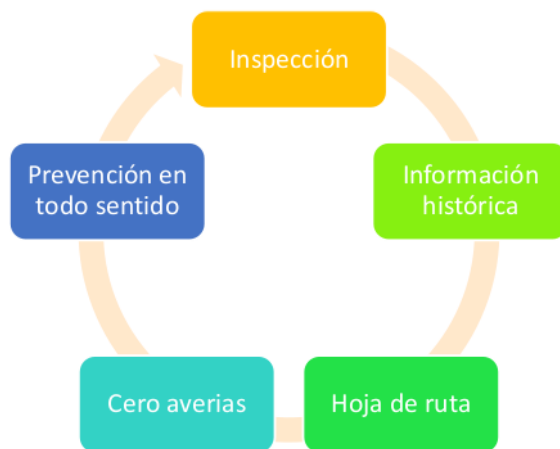 Inspección
Información
histórica
Hoja de ruta
Cero averias
Prevención en
todo sentido